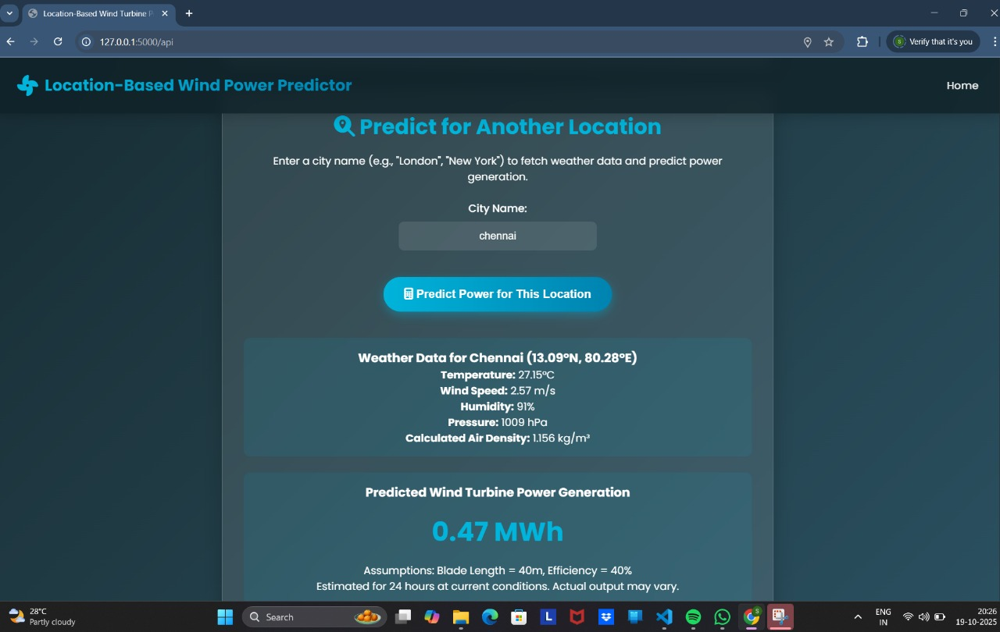 Location-Based Wind Turbine P
127.0.0.1:5000/api
S
Verify that it's you
Location-Based Wind Power Predictor
Home
Predict for Another Location
Enter a city name (e.g., "London", "New York") to fetch weather data and predict power
generation.
City Name:
chennai
Predict Power for This Location
Weather Data for Chennai (13.09°N, 80.28°E)
Temperature: 27.15°C
Wind Speed: 2.57 m/s
Humidity: 91%
Pressure: 1009 hPa
Calculated Air Density: 1.156 kg/m³
Predicted Wind Turbine Power Generation
0.47 MWh
Assumptions: Blade Length = 40m, Efficiency = 40%
Estimated for 24 hours at current conditions. Actual output may vary.
28°C
Partly cloudy
Search
L
S
ENG
IN
20:26
19-10-2025